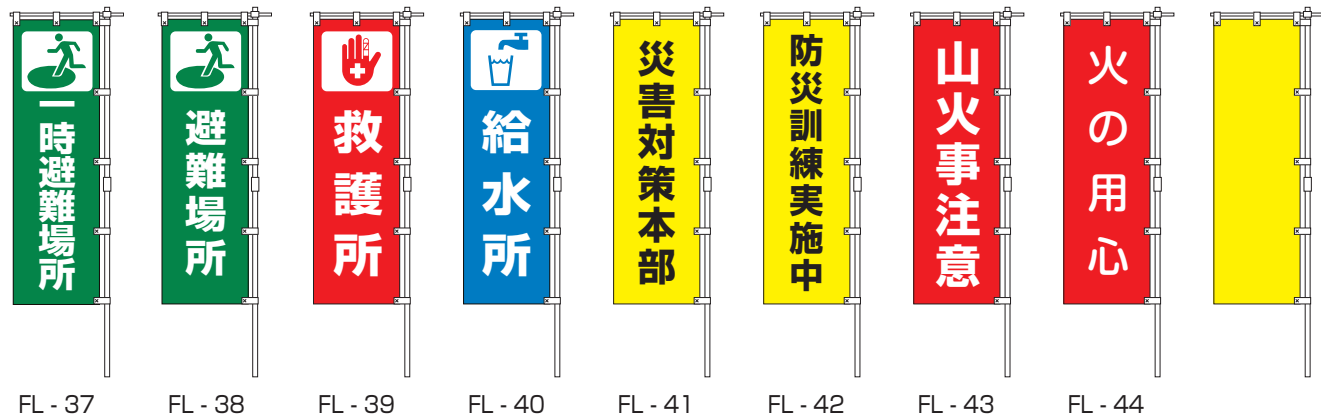 一時避難場所
避難場所
救護所
給水所
災害対策本部
防災訓練実施中
山火事注意
火の用心
FL - 37
FL - 38
FL - 39
FL - 40
FL - 41
FL - 42
FL - 43
FL - 44